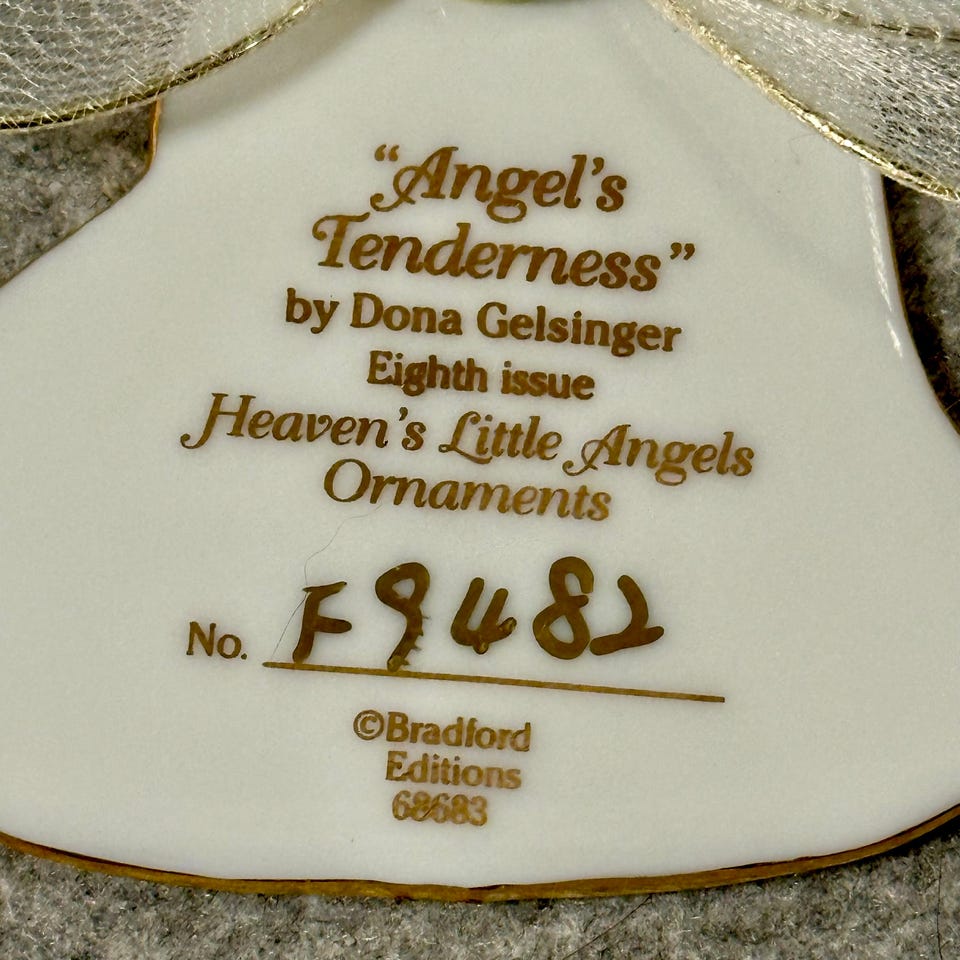 “Angel’s
Tenderness”
by Dona Gelsinger
Eighth issue
Heaven’s Little Angels
Ornaments
No. F9482
©Bradford
Editions
68683